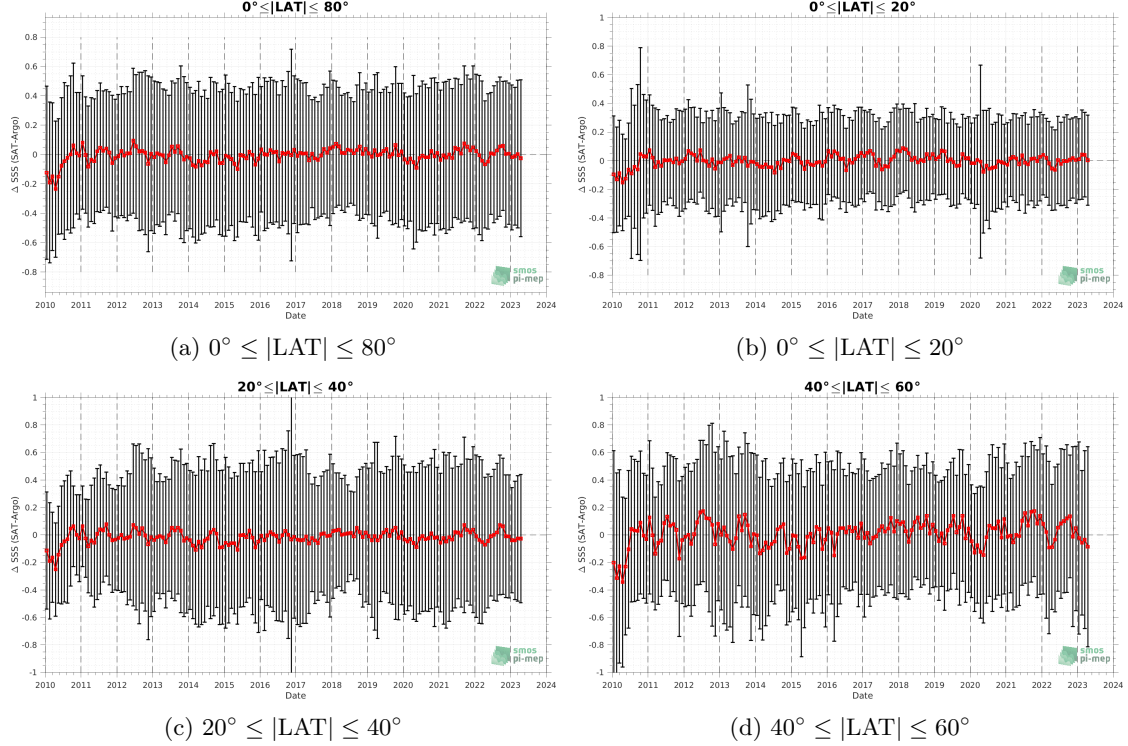 0°≤|LAT|≤ 80°
Δ SSS (SAT-Argo)
0.8
0.6
0.4
0.2
0
-0.2
-0.4
-0.6
-0.8
2010 2011 2012 2013 2014 2015 2016 2017 2018 2019 2020 2021 2022 2023 2024
Date
smos
pi-mep
(a) 0° ≤ |LAT| ≤ 80°
0°≤|LAT|≤ 20°
Δ SSS (SAT-Argo)
1
0.8
0.6
0.4
0.2
0
-0.2
-0.4
-0.6
-0.8
2010 2011 2012 2013 2014 2015 2016 2017 2018 2019 2020 2021 2022 2023 2024
Date
smos
pi-mep
(b) 0° ≤ |LAT| ≤ 20°
20°≤|LAT|≤ 40°
Δ SSS (SAT-Argo)
1
0.8
0.6
0.4
0.2
0
-0.2
-0.4
-0.6
-0.8
-1
2010 2011 2012 2013 2014 2015 2016 2017 2018 2019 2020 2021 2022 2023 2024
Date
smos
pi-mep
(c) 20° ≤ |LAT| ≤ 40°
40°≤|LAT|≤ 60°
Δ SSS (SAT-Argo)
1
0.8
0.6
0.4
0.2
0
-0.2
-0.4
-0.6
-0.8
-1
2010 2011 2012 2013 2014 2015 2016 2017 2018 2019 2020 2021 2022 2023 2024
Date
smos
pi-mep
(d) 40° ≤ |LAT| ≤ 60°